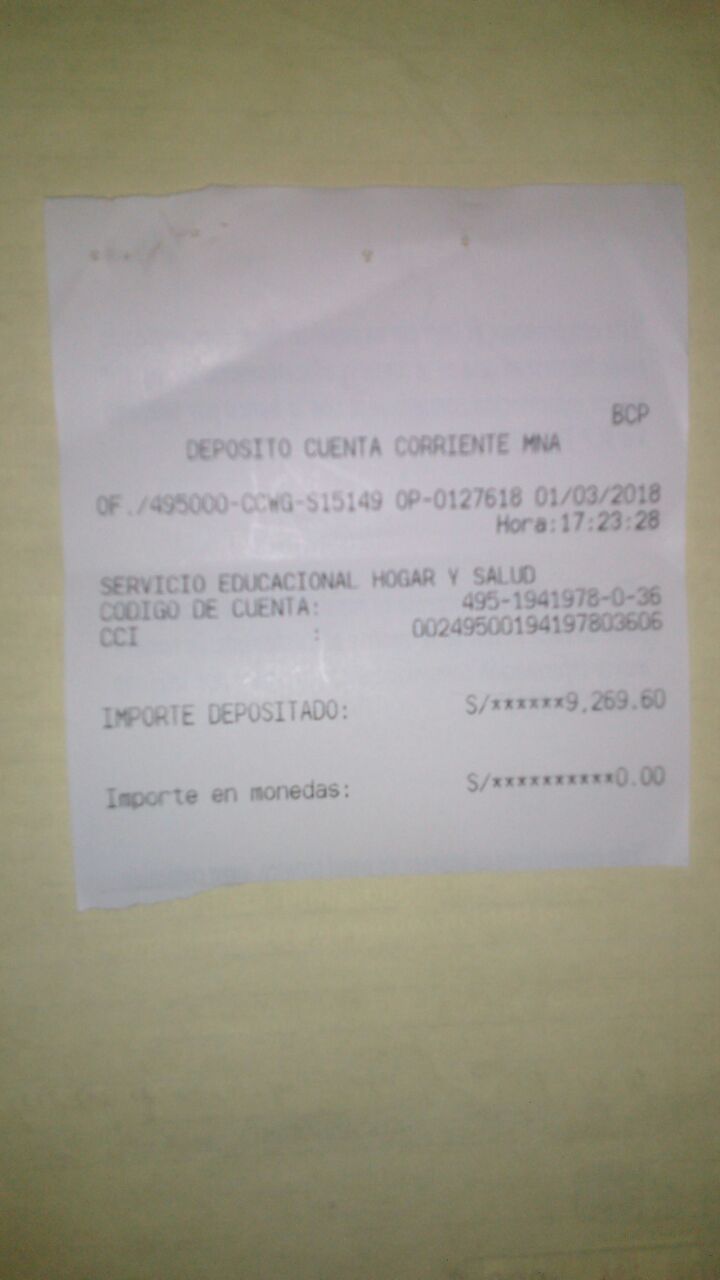 BCP
DEPOSITO CUENTA CORRIENTE MNA
OF./495000-CCWG-S15149 OP-0127618 01/03/2018
Hora:17:23:28
SERVICIO EDUCACIONAL HOGAR Y SALUD
CODIGO DE CUENTA: 495-1941978-0-36
CCI : 00249500194197803606
IMPORTE DEPOSITADO: S/******9,269.60
Importe en monedas: S/**********0.00